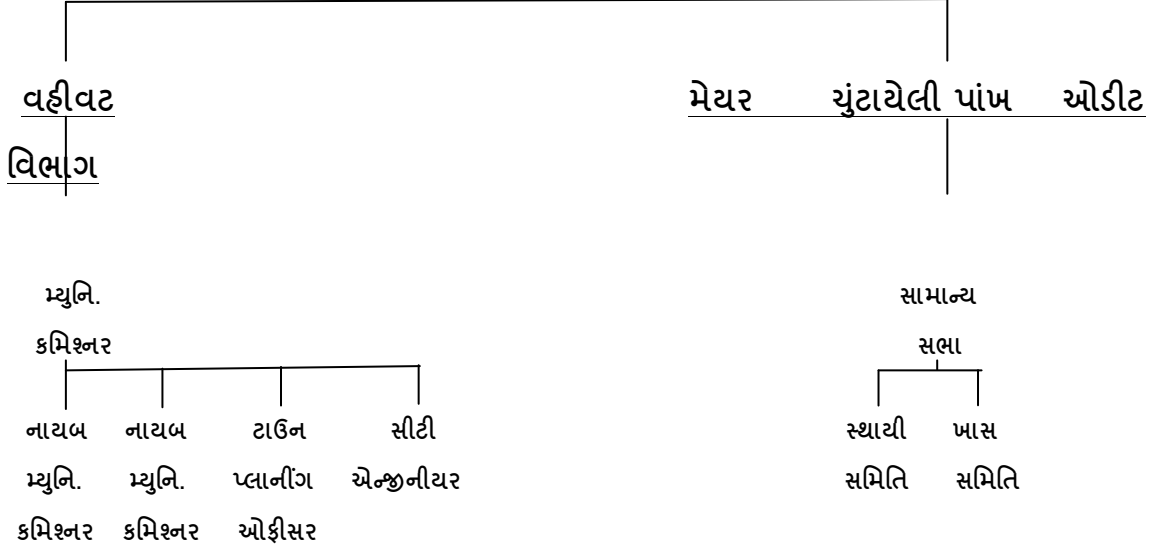 વહીવટ મેયર ચુંટાયેલી પાંખ ઓડીટ
વિભાગ
મ્યુનિ. સામાન્ય
કમિશ્નર સભા
નાયબ નાયબ ટાઉન સીટી સ્થાયી ખાસ
મ્યુનિ. મ્યુનિ. પ્લાનીંગ એન્જીનીયર સમિતિ સમિતિ
કમિશ્નર કમિશ્નર ઓફીસર